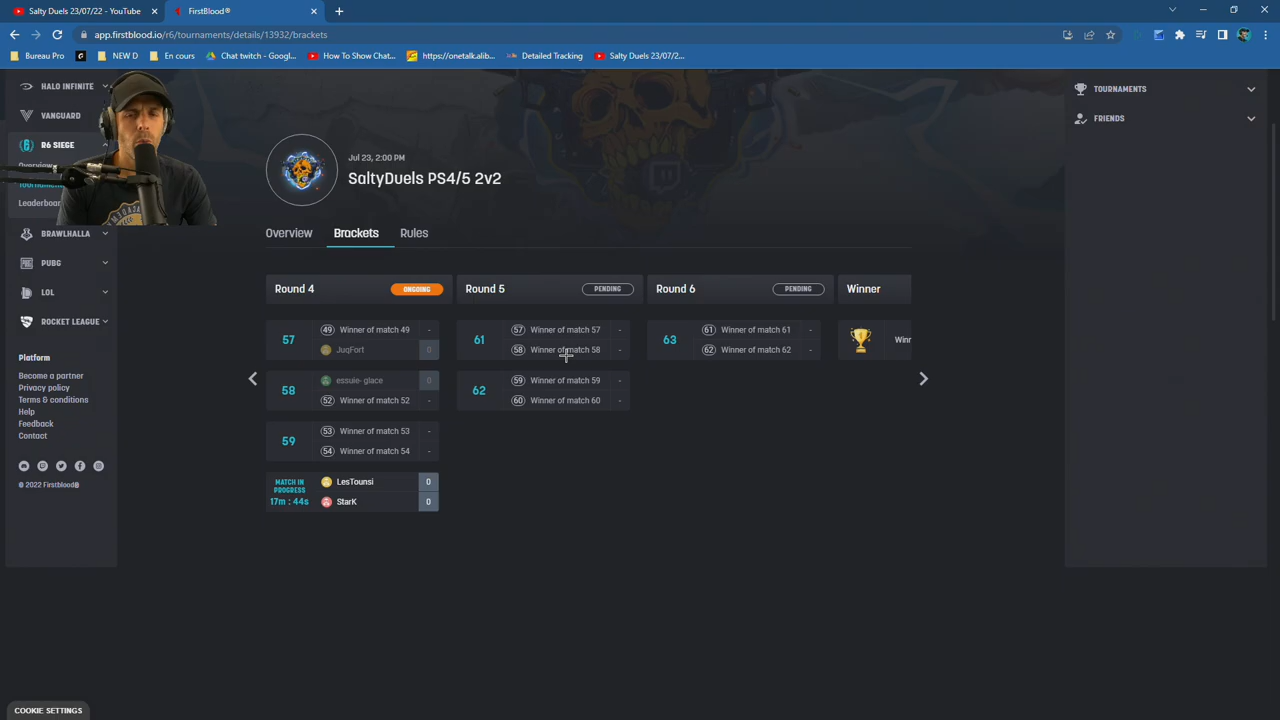 Salty Duels 23/07/22 - YouTube
FirstBlood®
app.firstblood.io/r6/tournaments/details/13932/brackets
Bureau Pro
NEW D
En cours
Chat twitch - Googl...
How To Show Chat...
https://onetalk.alib...
Detailed Tracking
Salty Duels 23/07/2...
HALO INFINITE
VANGUARD
R6 SIEGE
BRAWLHALLA
PUBG
LOL
ROCKET LEAGUE
Platform
Become a partner
Privacy policy
Terms & conditions
Help
Feedback
Contact
© 2022 Firstblood®
COOKIE SETTINGS
Jul 23, 2:00 PM
SaltyDuels PS4/5 2v2
Overview
Brackets
Rules
Round 4 ONGOING
57
49 Winner of match 49 -
JuqFort 0
58
essuie- glace 0
52 Winner of match 52 -
59
53 Winner of match 53 -
54 Winner of match 54 -
MATCH IN PROGRESS
17m : 44s
LesTounsi 0
StarK 0
Round 5 PENDING
61
57 Winner of match 57 -
58 Winner of match 58 -
62
59 Winner of match 59 -
60 Winner of match 60 -
Round 6 PENDING
63
61 Winner of match 61 -
62 Winner of match 62 -
Winner
Winr
TOURNAMENTS
FRIENDS